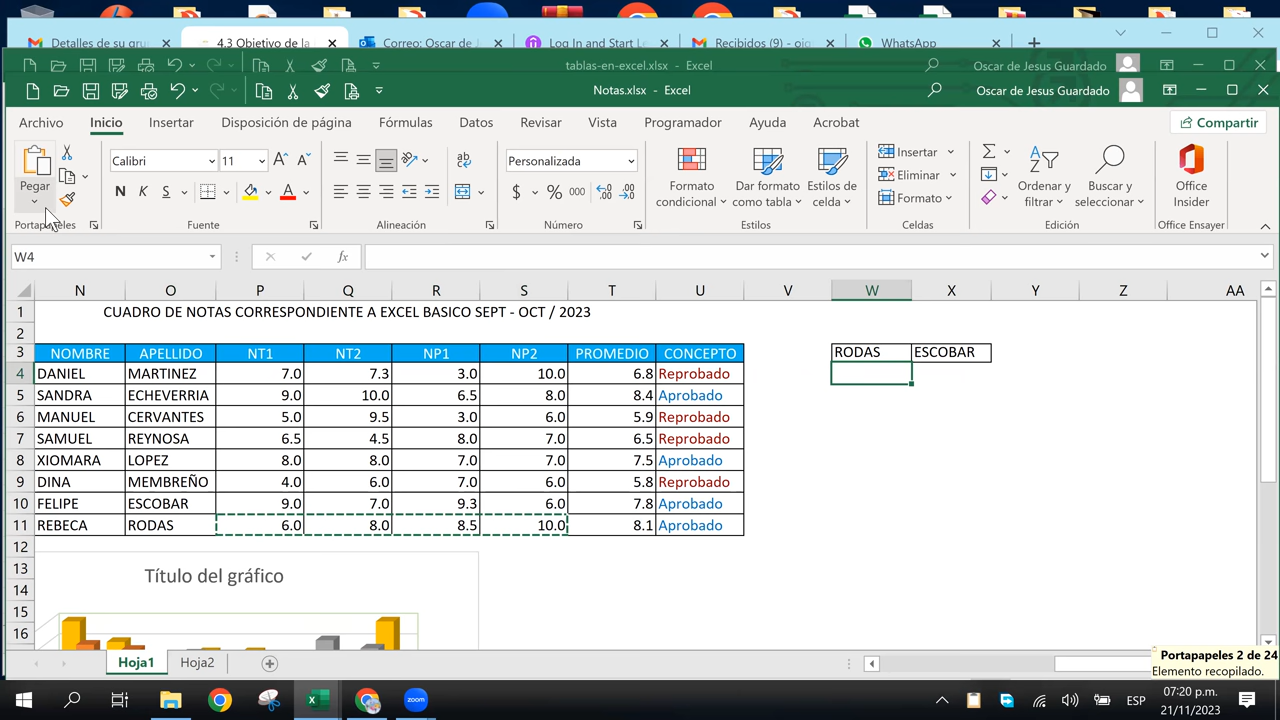 Detalles de su gru
4.3 Objetivo de la
Correo: Oscar de J
Log In and Start Le
Recibidos (9) - ojg
WhatsApp
tablas-en-excel.xlsx - Excel
Oscar de Jesus Guardado
Notas.xlsx - Excel
Oscar de Jesus Guardado
Archivo Inicio Insertar Disposición de página Fórmulas Datos Revisar Vista Programador Ayuda Acrobat Compartir
Pegar
Portapapeles
Calibri 11
N K S
Fuente
ab
Alineación
Personalizada
$ % 000
Número
Formato condicional
Dar formato como tabla
Estilos de celda
Estilos
Insertar
Eliminar
Formato
Celdas
Ordenar y filtrar
Buscar y seleccionar
Edición
Office Insider
Office Ensayer
W4 fx
N O P Q R S T U V W X Y Z AA
1 CUADRO DE NOTAS CORRESPONDIENTE A EXCEL BASICO SEPT - OCT / 2023
2
3 NOMBRE APELLIDO NT1 NT2 NP1 NP2 PROMEDIO CONCEPTO RODAS ESCOBAR
4 DANIEL MARTINEZ 7.0 7.3 3.0 10.0 6.8 Reprobado
5 SANDRA ECHEVERRIA 9.0 10.0 6.5 8.0 8.4 Aprobado
6 MANUEL CERVANTES 5.0 9.5 3.0 6.0 5.9 Reprobado
7 SAMUEL REYNOSA 6.5 4.5 8.0 7.0 6.5 Reprobado
8 XIOMARA LOPEZ 8.0 8.0 7.0 7.0 7.5 Aprobado
9 DINA MEMBREÑO 4.0 6.0 7.0 6.0 5.8 Reprobado
10 FELIPE ESCOBAR 9.0 7.0 9.3 6.0 7.8 Aprobado
11 REBECA RODAS 6.0 8.0 8.5 10.0 8.1 Aprobado
12
13 Título del gráfico
14
15
16
Hoja1 Hoja2
Portapapeles 2 de 24
Elemento recopilado.
zoom
ESP
07:20 p.m.
21/11/2023